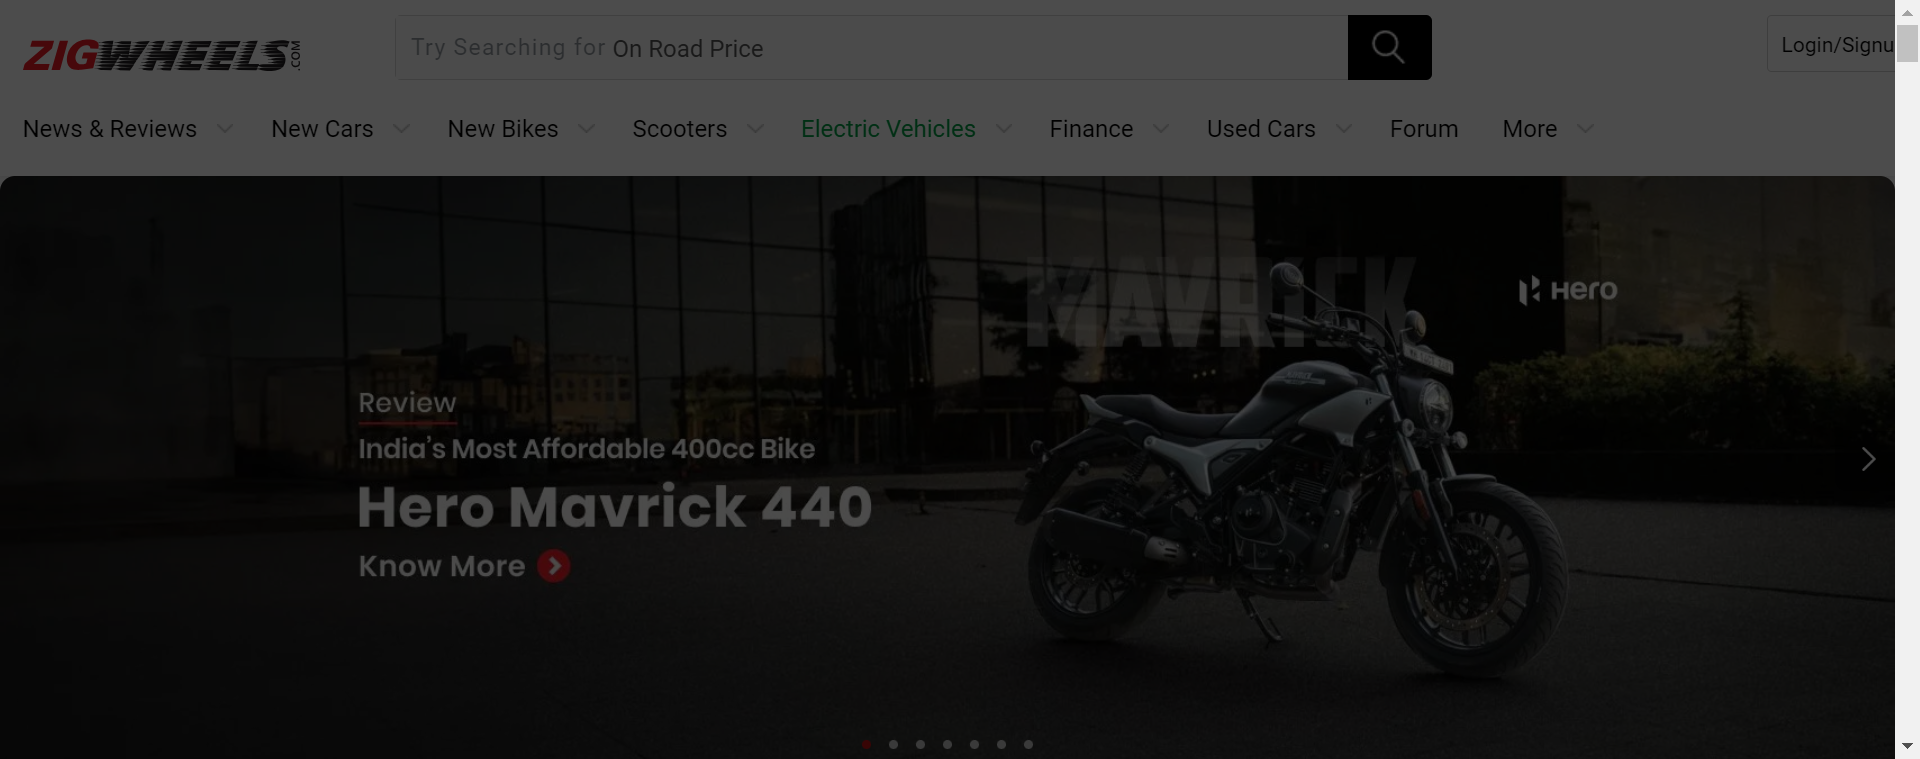 ZIGWHEELS.COM
Try Searching for On Road Price
Login/Signu
News & Reviews
New Cars
New Bikes
Scooters
Electric Vehicles
Finance
Used Cars
Forum
More
MAVRICK
Hero
Review
India's Most Affordable 400cc Bike
Hero Mavrick 440
Know More